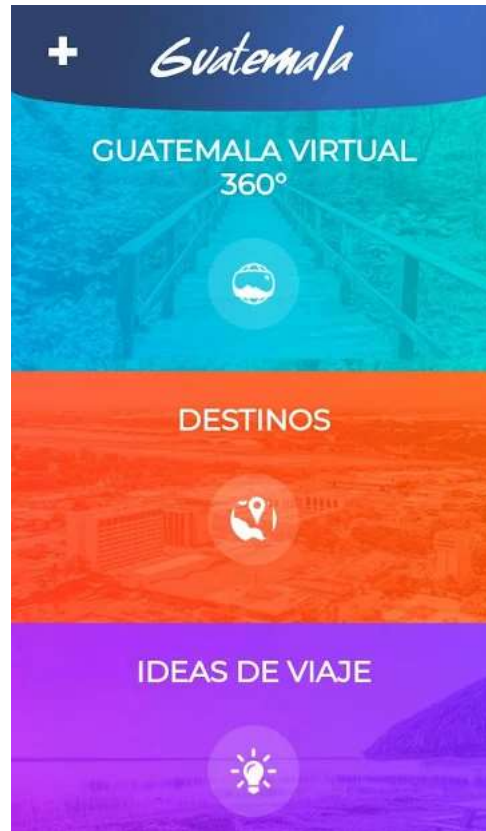 Guatemala
GUATEMALA VIRTUAL
360°
DESTINOS
IDEAS DE VIAJE